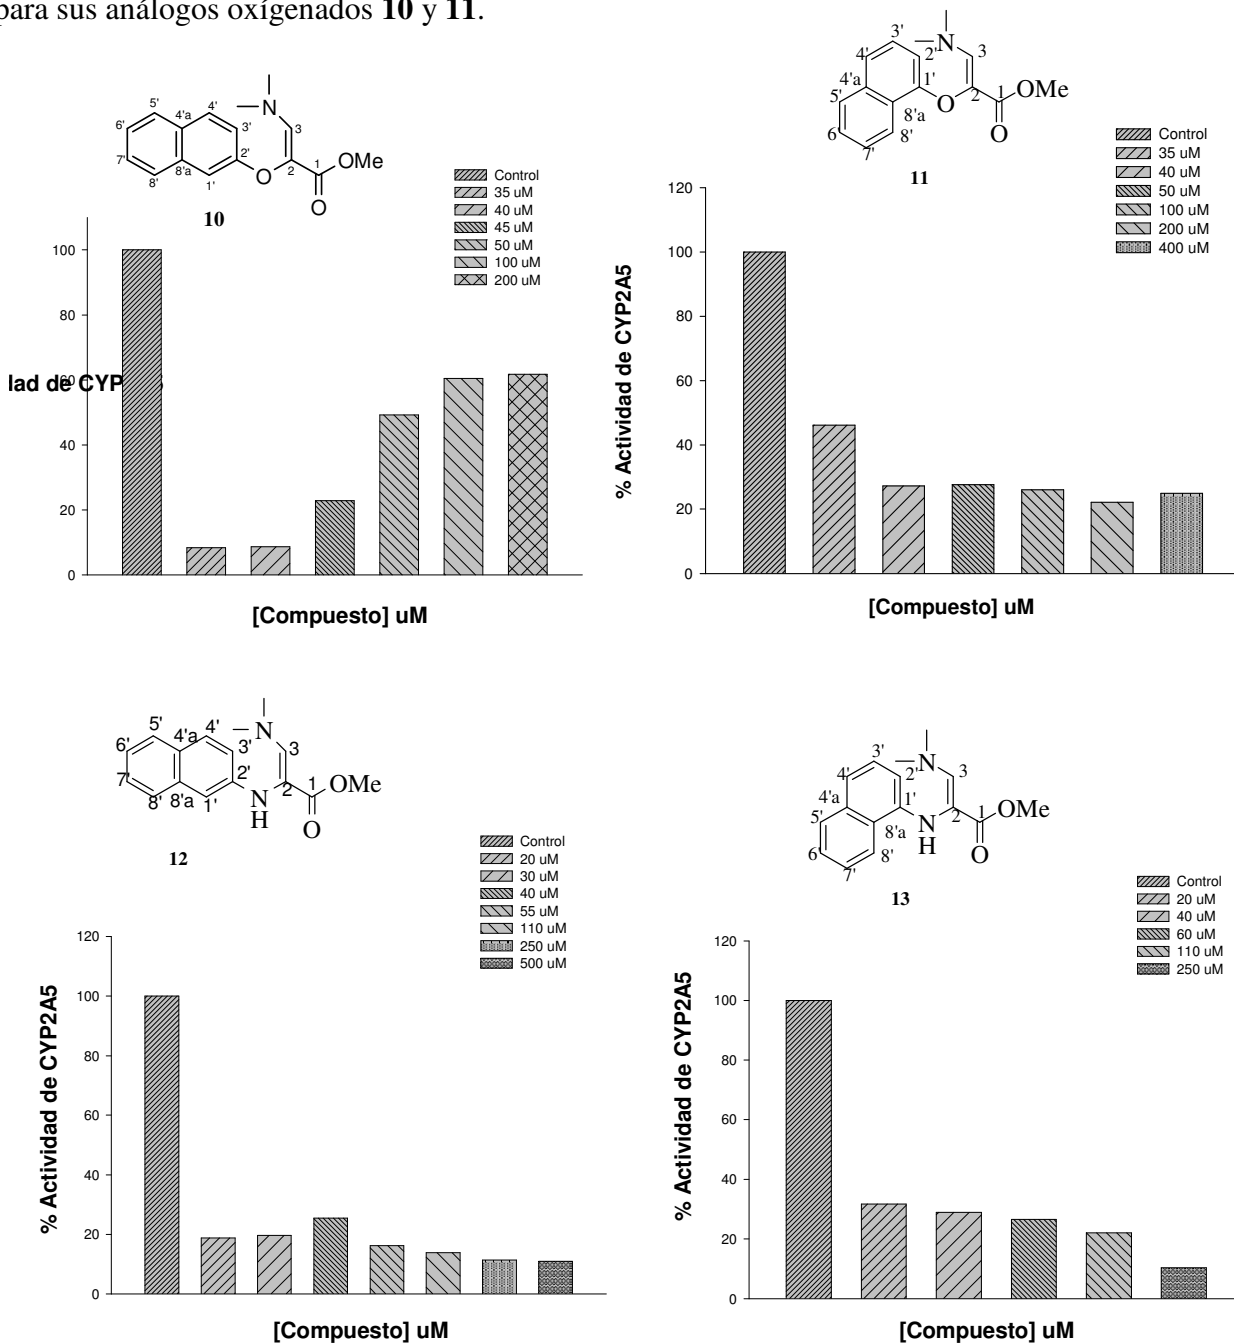 para sus análogos oxígenados 10 y 11.
5'
4'a
4'
6'
3'
7'
8'a
2'
8'
1'
N
3
2
1
O
OMe
O
10
Control
35 uM
40 uM
45 uM
50 uM
100 uM
200 uM
100
80
60
40
20
0
lad de CYP
[Compuesto] uM
3'
4'
2'
N
3
4'a
1'
5'
O
2
1
OMe
8'a
O
6'
8'
7'
11
Control
35 uM
40 uM
50 uM
100 uM
200 uM
400 uM
120
100
80
60
40
20
0
% Actividad de CYP2A5
[Compuesto] uM
5'
4'a
4'
N
6'
3'
3
7'
2'
8'
8'a
1'
N
H
2
1
OMe
O
12
Control
20 uM
30 uM
40 uM
55 uM
110 uM
250 uM
500 uM
120
100
80
60
40
20
0
% Actividad de CYP2A5
[Compuesto] uM
3'
4'
2'
N
3
4'a
1'
5'
N
H
2
1
OMe
8'a
O
6'
8'
7'
13
Control
20 uM
40 uM
60 uM
110 uM
250 uM
120
100
80
60
40
20
0
% Actividad de CYP2A5
[Compuesto] uM